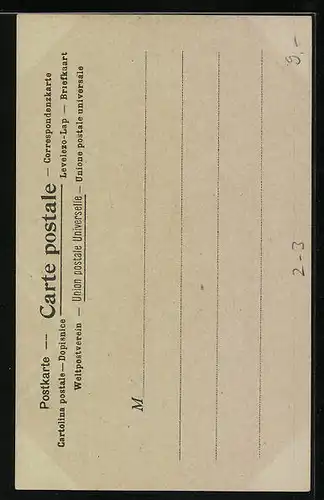 Postkarte — Carte postale — Correspondenzkarte
Cartolina postale — Dopisnice Levelezo-Lap — Briefkaart
Weltpostverein — Union postale Universelle — Unione postale universale
M
9,-
2-3